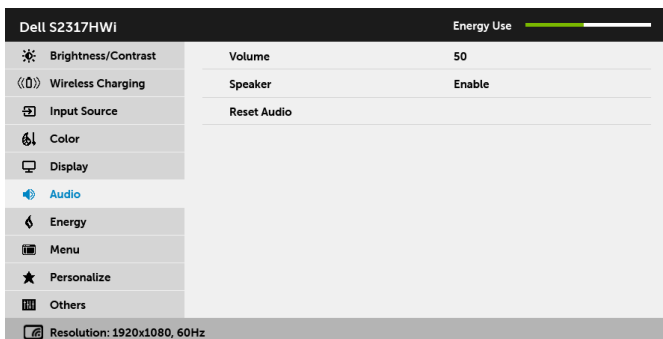 Dell S2317HWi
Energy Use
Brightness/Contrast
Wireless Charging
Input Source
Color
Display
Audio
Energy
Menu
Personalize
Others
Volume 50
Speaker Enable
Reset Audio
Resolution: 1920x1080, 60Hz